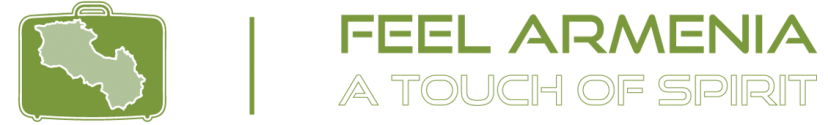 FEEL ARMENIA
A TOUCH OF SPIRIT